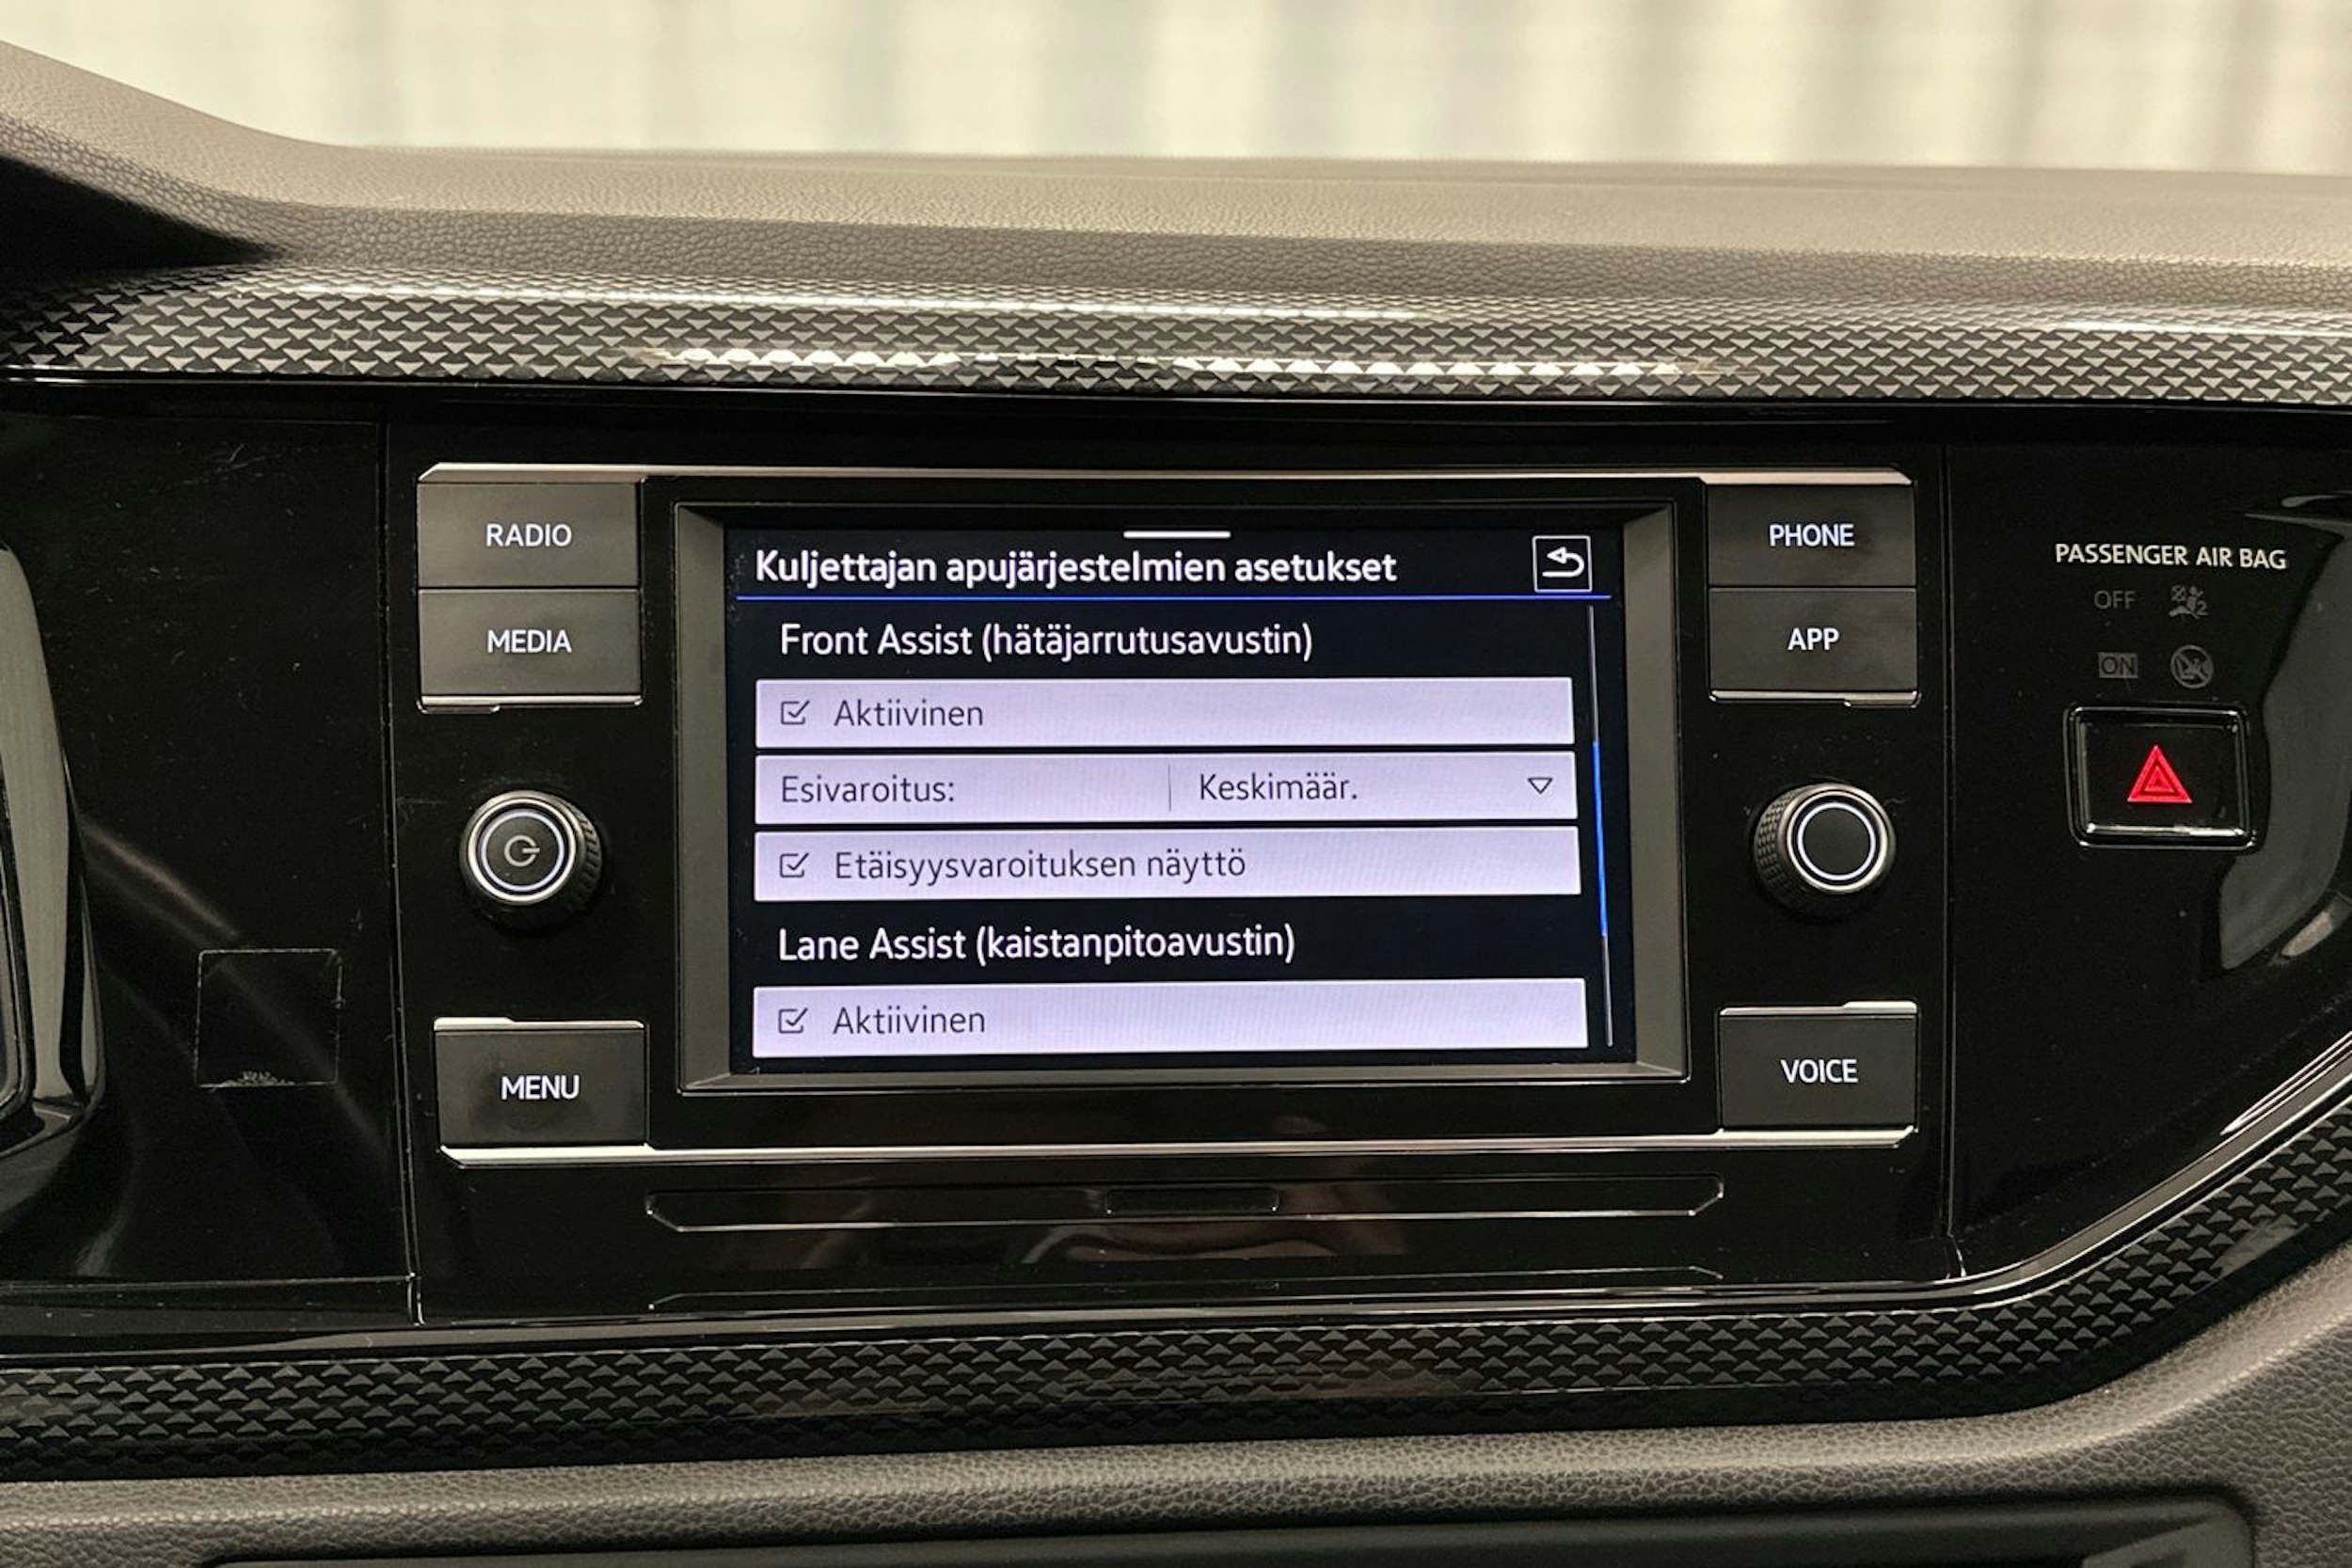 RADIO
MEDIA
MENU
Kuljettajan apujärjestelmien asetukset
Front Assist (hätäjarrutusavustin)
Aktiivinen
Esivaroitus: Keskimäär.
Etäisyysvaroituksen näyttö
Lane Assist (kaistanpitoavustin)
Aktiivinen
PHONE
APP
VOICE
PASSENGER AIR BAG
OFF
ON